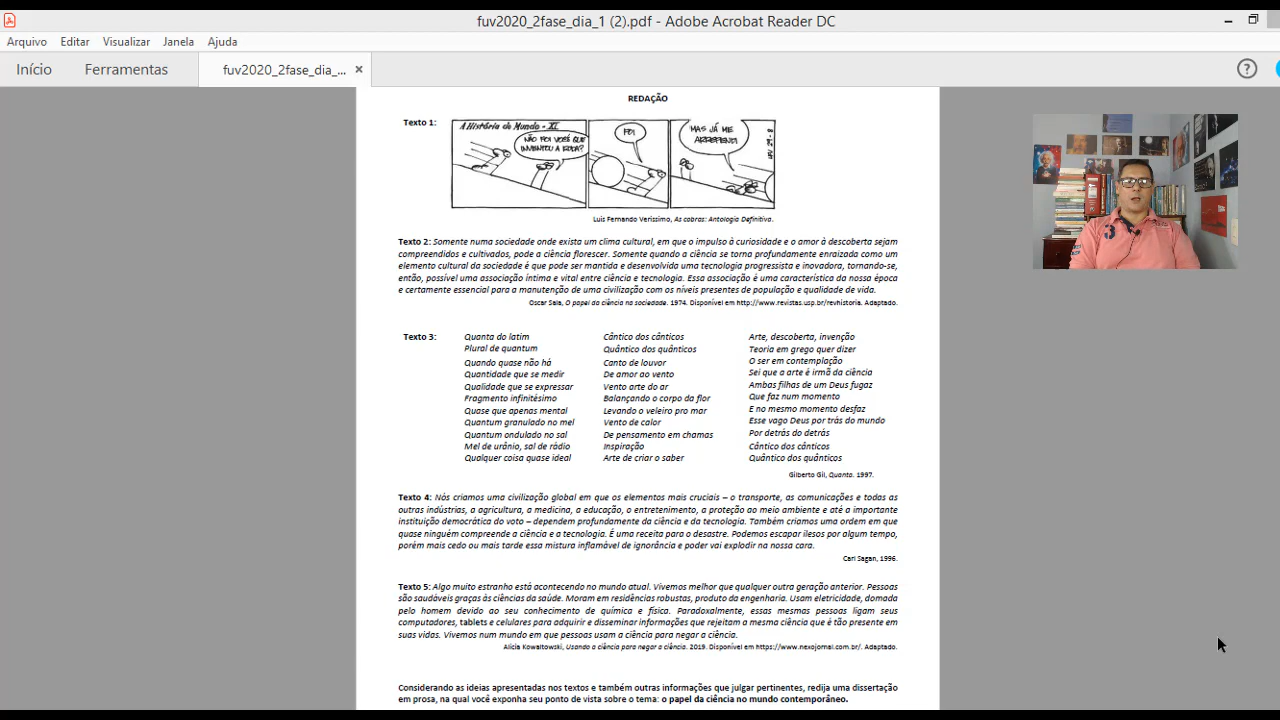 fuv2020_2fase_dia_1 (2).pdf - Adobe Acrobat Reader DC
Arquivo Editar Visualizar Janela Ajuda
Início Ferramentas fuv2020_2fase_dia_... ×
REDAÇÃO
Texto 1:
A História do Mundo - XI
NÃO FOI VOCÊ QUE
INVENTOU A RODA?
FOI
MAS JÁ ME
ARREPENDI
Luis Fernando Verissimo, As cobras: Antologia Definitiva.
Texto 2: Somente numa sociedade onde exista um clima cultural, em que o impulso à curiosidade e o amor à descoberta sejam
compreendidos e cultivados, pode a ciência florescer. Somente quando a ciência se torna profundamente enraizada como um
elemento cultural da sociedade é que pode ser mantida e desenvolvida uma tecnologia progressista e inovadora, tornando-se,
então, possível uma associação íntima e vital entre ciência e tecnologia. Essa associação é uma característica da nossa época
e certamente essencial para a manutenção de uma civilização com os níveis presentes de população e qualidade de vida.
Oscar Sala, O papel da ciência na sociedade. 1974. Disponível em http://www.revistas.usp.br/revhistoria. Adaptado.
Texto 3:
Quanta do latim
Plural de quantum
Quando quase não há
Quantidade que se medir
Qualidade que se expressar
Fragmento infinitésimo
Quase que apenas mental
Quantum granulado no mel
Quantum ondulado no sal
Mel de urânio, sal de rádio
Qualquer coisa quase ideal
Cântico dos cânticos
Quântico dos quânticos
Canto de louvor
De amor ao vento
Vento arte do ar
Balançando o corpo da flor
Levando o veleiro pro mar
Vento de calor
De pensamento em chamas
Inspiração
Arte de criar o saber
Arte, descoberta, invenção
Teoria em grego quer dizer
O ser em contemplação
Sei que a arte é irmã da ciência
Ambas filhas de um Deus fugaz
Que faz num momento
E no mesmo momento desfaz
Esse vago Deus por trás do mundo
Por detrás do detrás
Cântico dos cânticos
Quântico dos quânticos
Gilberto Gil, Quanta. 1997.
Texto 4: Nós criamos uma civilização global em que os elementos mais cruciais – o transporte, as comunicações e todas as
outras indústrias, a agricultura, a medicina, a educação, o entretenimento, a proteção ao meio ambiente e até a importante
instituição democrática do voto – dependem profundamente da ciência e da tecnologia. Também criamos uma ordem em que
quase ninguém compreende a ciência e a tecnologia. É uma receita para o desastre. Podemos escapar ilesos por algum tempo,
porém mais cedo ou mais tarde essa mistura inflamável de ignorância e poder vai explodir na nossa cara.
Carl Sagan, 1996.
Texto 5: Algo muito estranho está acontecendo no mundo atual. Vivemos melhor que qualquer outra geração anterior. Pessoas
são saudáveis graças às ciências da saúde. Moram em residências robustas, produto da engenharia. Usam eletricidade, domada
pelo homem devido ao seu conhecimento de química e física. Paradoxalmente, essas mesmas pessoas ligam seus
computadores, tablets e celulares para adquirir e disseminar informações que rejeitam a mesma ciência que é tão presente em
suas vidas. Vivemos num mundo em que pessoas usam a ciência para negar a ciência.
Alicia Kowaltowski, Usando a ciência para negar a ciência. 2019. Disponível em https://www.nexojornal.com.br/. Adaptado.
Considerando as ideias apresentadas nos textos e também outras informações que julgar pertinentes, redija uma dissertação
em prosa, na qual você exponha seu ponto de vista sobre o tema: o papel da ciência no mundo contemporâneo.